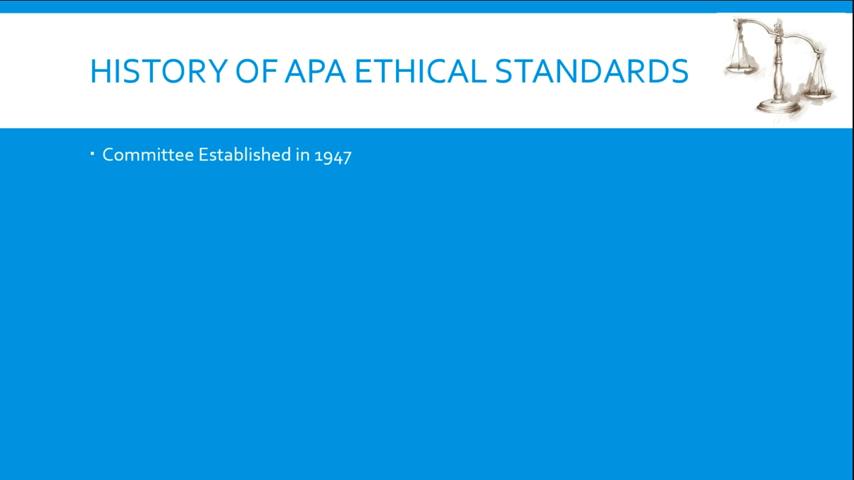 HISTORY OF APA ETHICAL STANDARDS
▪ Committee Established in 1947